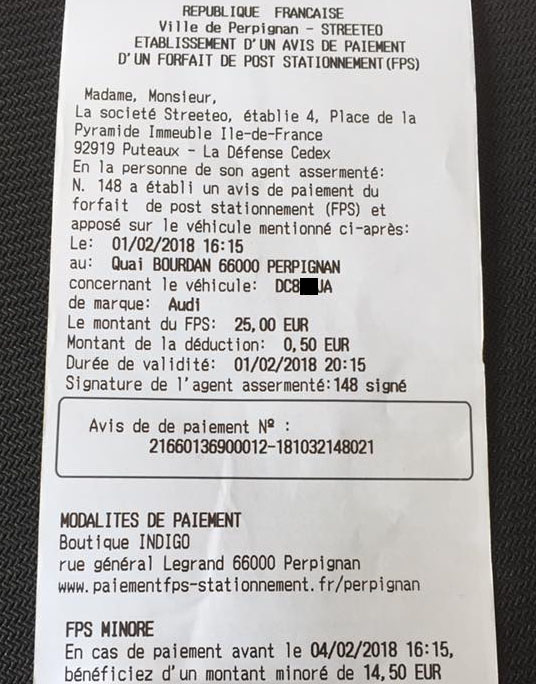 REPUBLIQUE FRANCAISE
Ville de Perpignan - STREETEO
ETABLISSEMENT D'UN AVIS DE PAIEMENT
D'UN FORFAIT DE POST STATIONNEMENT(FPS)
Madame, Monsieur,
La societé Streeteo, établie 4, Place de la
Pyramide Immeuble Ile-de-France
92919 Puteaux - La Défense Cedex
En la personne de son agent assermenté:
N. 148 a établi un avis de paiement du
forfait de post stationnement (FPS) et
apposé sur le véhicule mentionné ci-après:
Le: 01/02/2018 16:15
au: Quai BOURDAN 66000 PERPIGNAN
concernant le véhicule: DC8 JA
de marque: Audi
Le montant du FPS: 25,00 EUR
Montant de la déduction: 0,50 EUR
Durée de validité: 01/02/2018 20:15
Signature de l'agent assermenté:148 signé
Avis de de paiement Nº :
21660136900012-181032148021
MODALITES DE PAIEMENT
Boutique INDIGO
rue général Legrand 66000 Perpignan
www.paiementfps-stationnement.fr/perpignan
FPS MINORE
En cas de paiement avant le 04/02/2018 16:15,
bénéficiez d'un montant minoré de 14,50 EUR